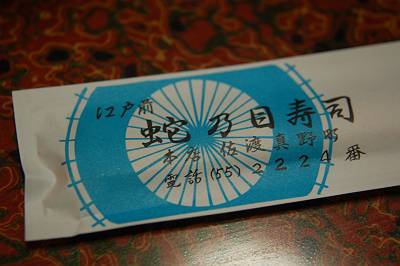 江戸前
蛇乃目寿司
本店 佐渡真野町
電話(55)2224番